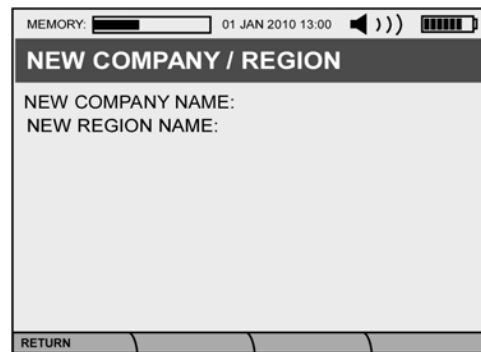 MEMORY: 01 JAN 2010 13:00
NEW COMPANY / REGION
NEW COMPANY NAME:
NEW REGION NAME:
RETURN